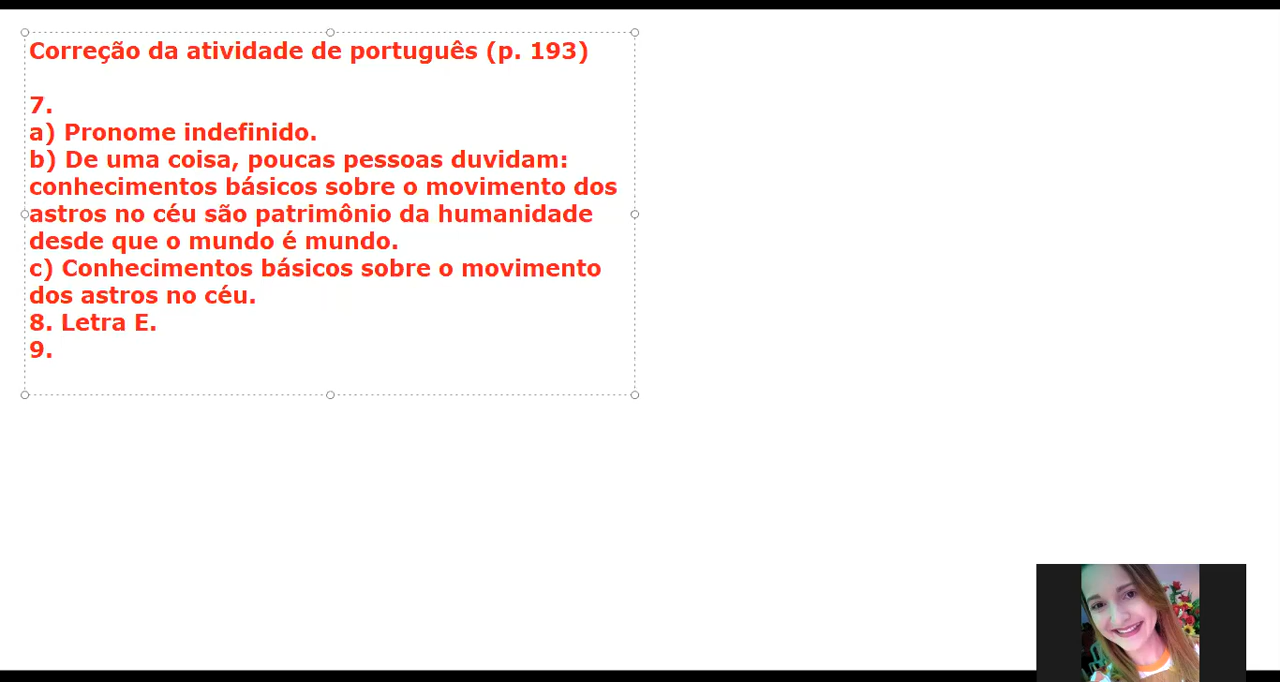 Correção da atividade de português (p. 193)
7.
a) Pronome indefinido.
b) De uma coisa, poucas pessoas duvidam:
conhecimentos básicos sobre o movimento dos
astros no céu são patrimônio da humanidade
desde que o mundo é mundo.
c) Conhecimentos básicos sobre o movimento
dos astros no céu.
8. Letra E.
9.